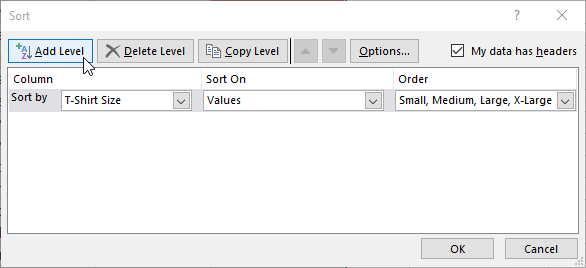 Sort
Add Level Delete Level Copy Level Options... My data has headers
Column Sort On Order
Sort by T-Shirt Size Values Small, Medium, Large, X-Large
OK Cancel